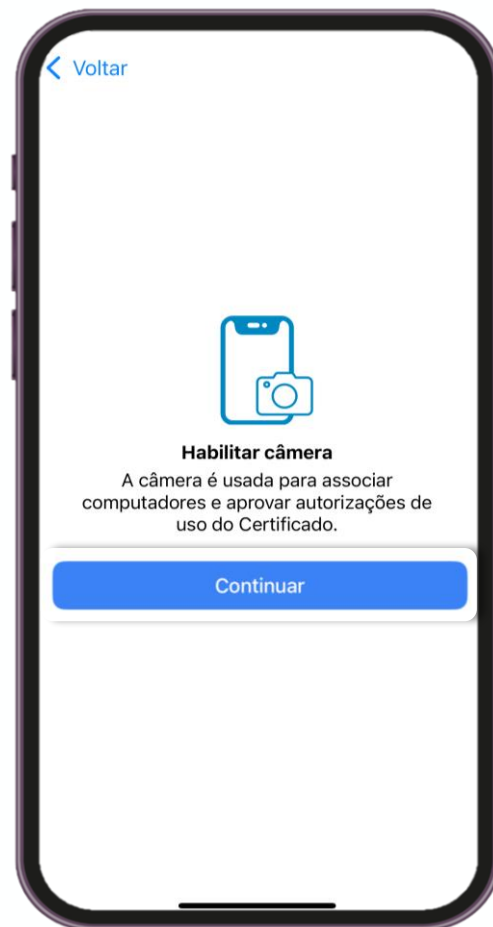 Voltar
Habilitar câmera
A câmera é usada para associar
computadores e aprovar autorizações de
uso do Certificado.
Continuar